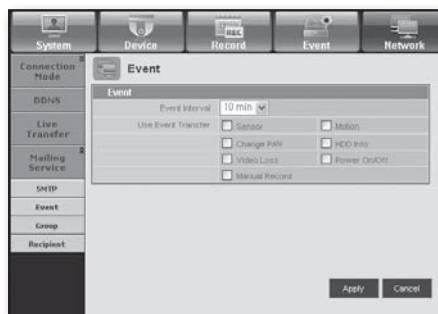 System Device Record Event Network
REC
Connection Mode
DDNS
Live Transfer
Mailing Service
SMTP
Event
Group
Recipient
Event
Event
Event Interval 10 min
Use Event Transfer Sensor Motion
Change P/W HDD Info
Video Loss Power On/Off
Manual Record
Apply Cancel